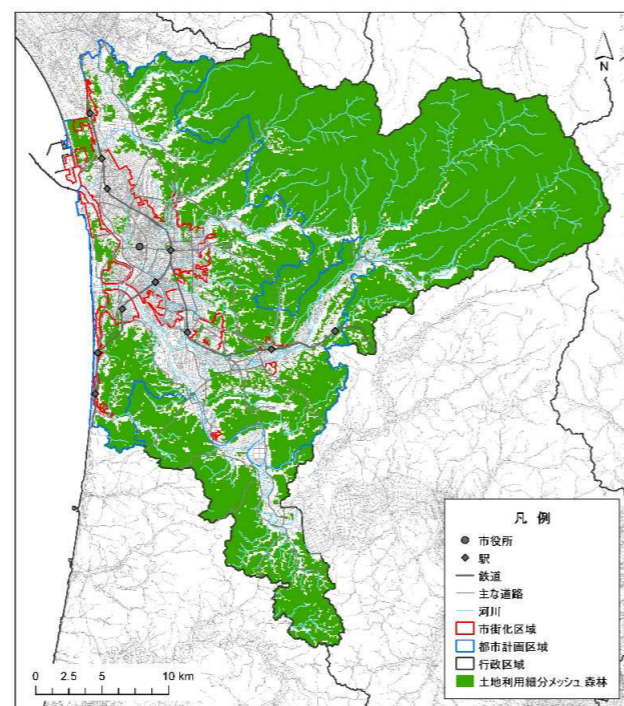 N
凡 例
市役所
駅
鉄道
主な道路
河川
市街化区域
都市計画区域
行政区域
土地利用細分メッシュ 森林
0 2.5 5 10 km